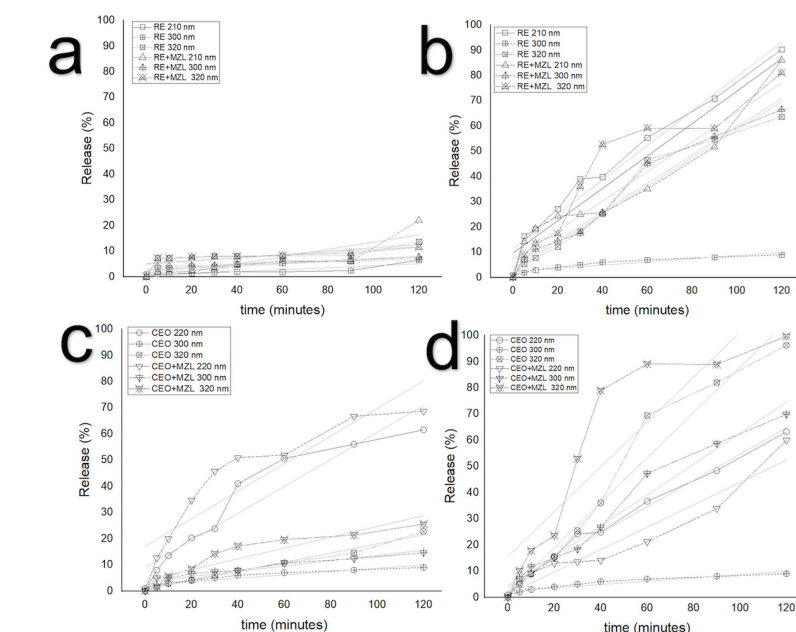 a
100
90
80
70
60
50
40
30
20
10
0
Release (%)
RE 210 nm
RE 300 nm
RE 320 nm
RE+MZL 210 nm
RE+MZL 300 nm
RE+MZL 320 nm
0 20 40 60 80 100 120
time (minutes)
b
100
90
80
70
60
50
40
30
20
10
0
Release (%)
RE 210 nm
RE 300 nm
RE 320 nm
RE+MZL 210 nm
RE+MZL 300 nm
RE+MZL 320 nm
0 20 40 60 80 100 120
time (minutes)
c
100
90
80
70
60
50
40
30
20
10
0
Release (%)
CEO 220 nm
CEO 300 nm
CEO 320 nm
CEO+MZL 220 nm
CEO+MZL 300 nm
CEO+MZL 320 nm
0 20 40 60 80 100 120
time (minutes)
d
100
90
80
70
60
50
40
30
20
10
0
Release (%)
CEO 220 nm
CEO 300 nm
CEO 320 nm
CEO+MZL 220 nm
CEO+MZL 300 nm
CEO+MZL 320 nm
0 20 40 60 80 100 120
time (minutes)